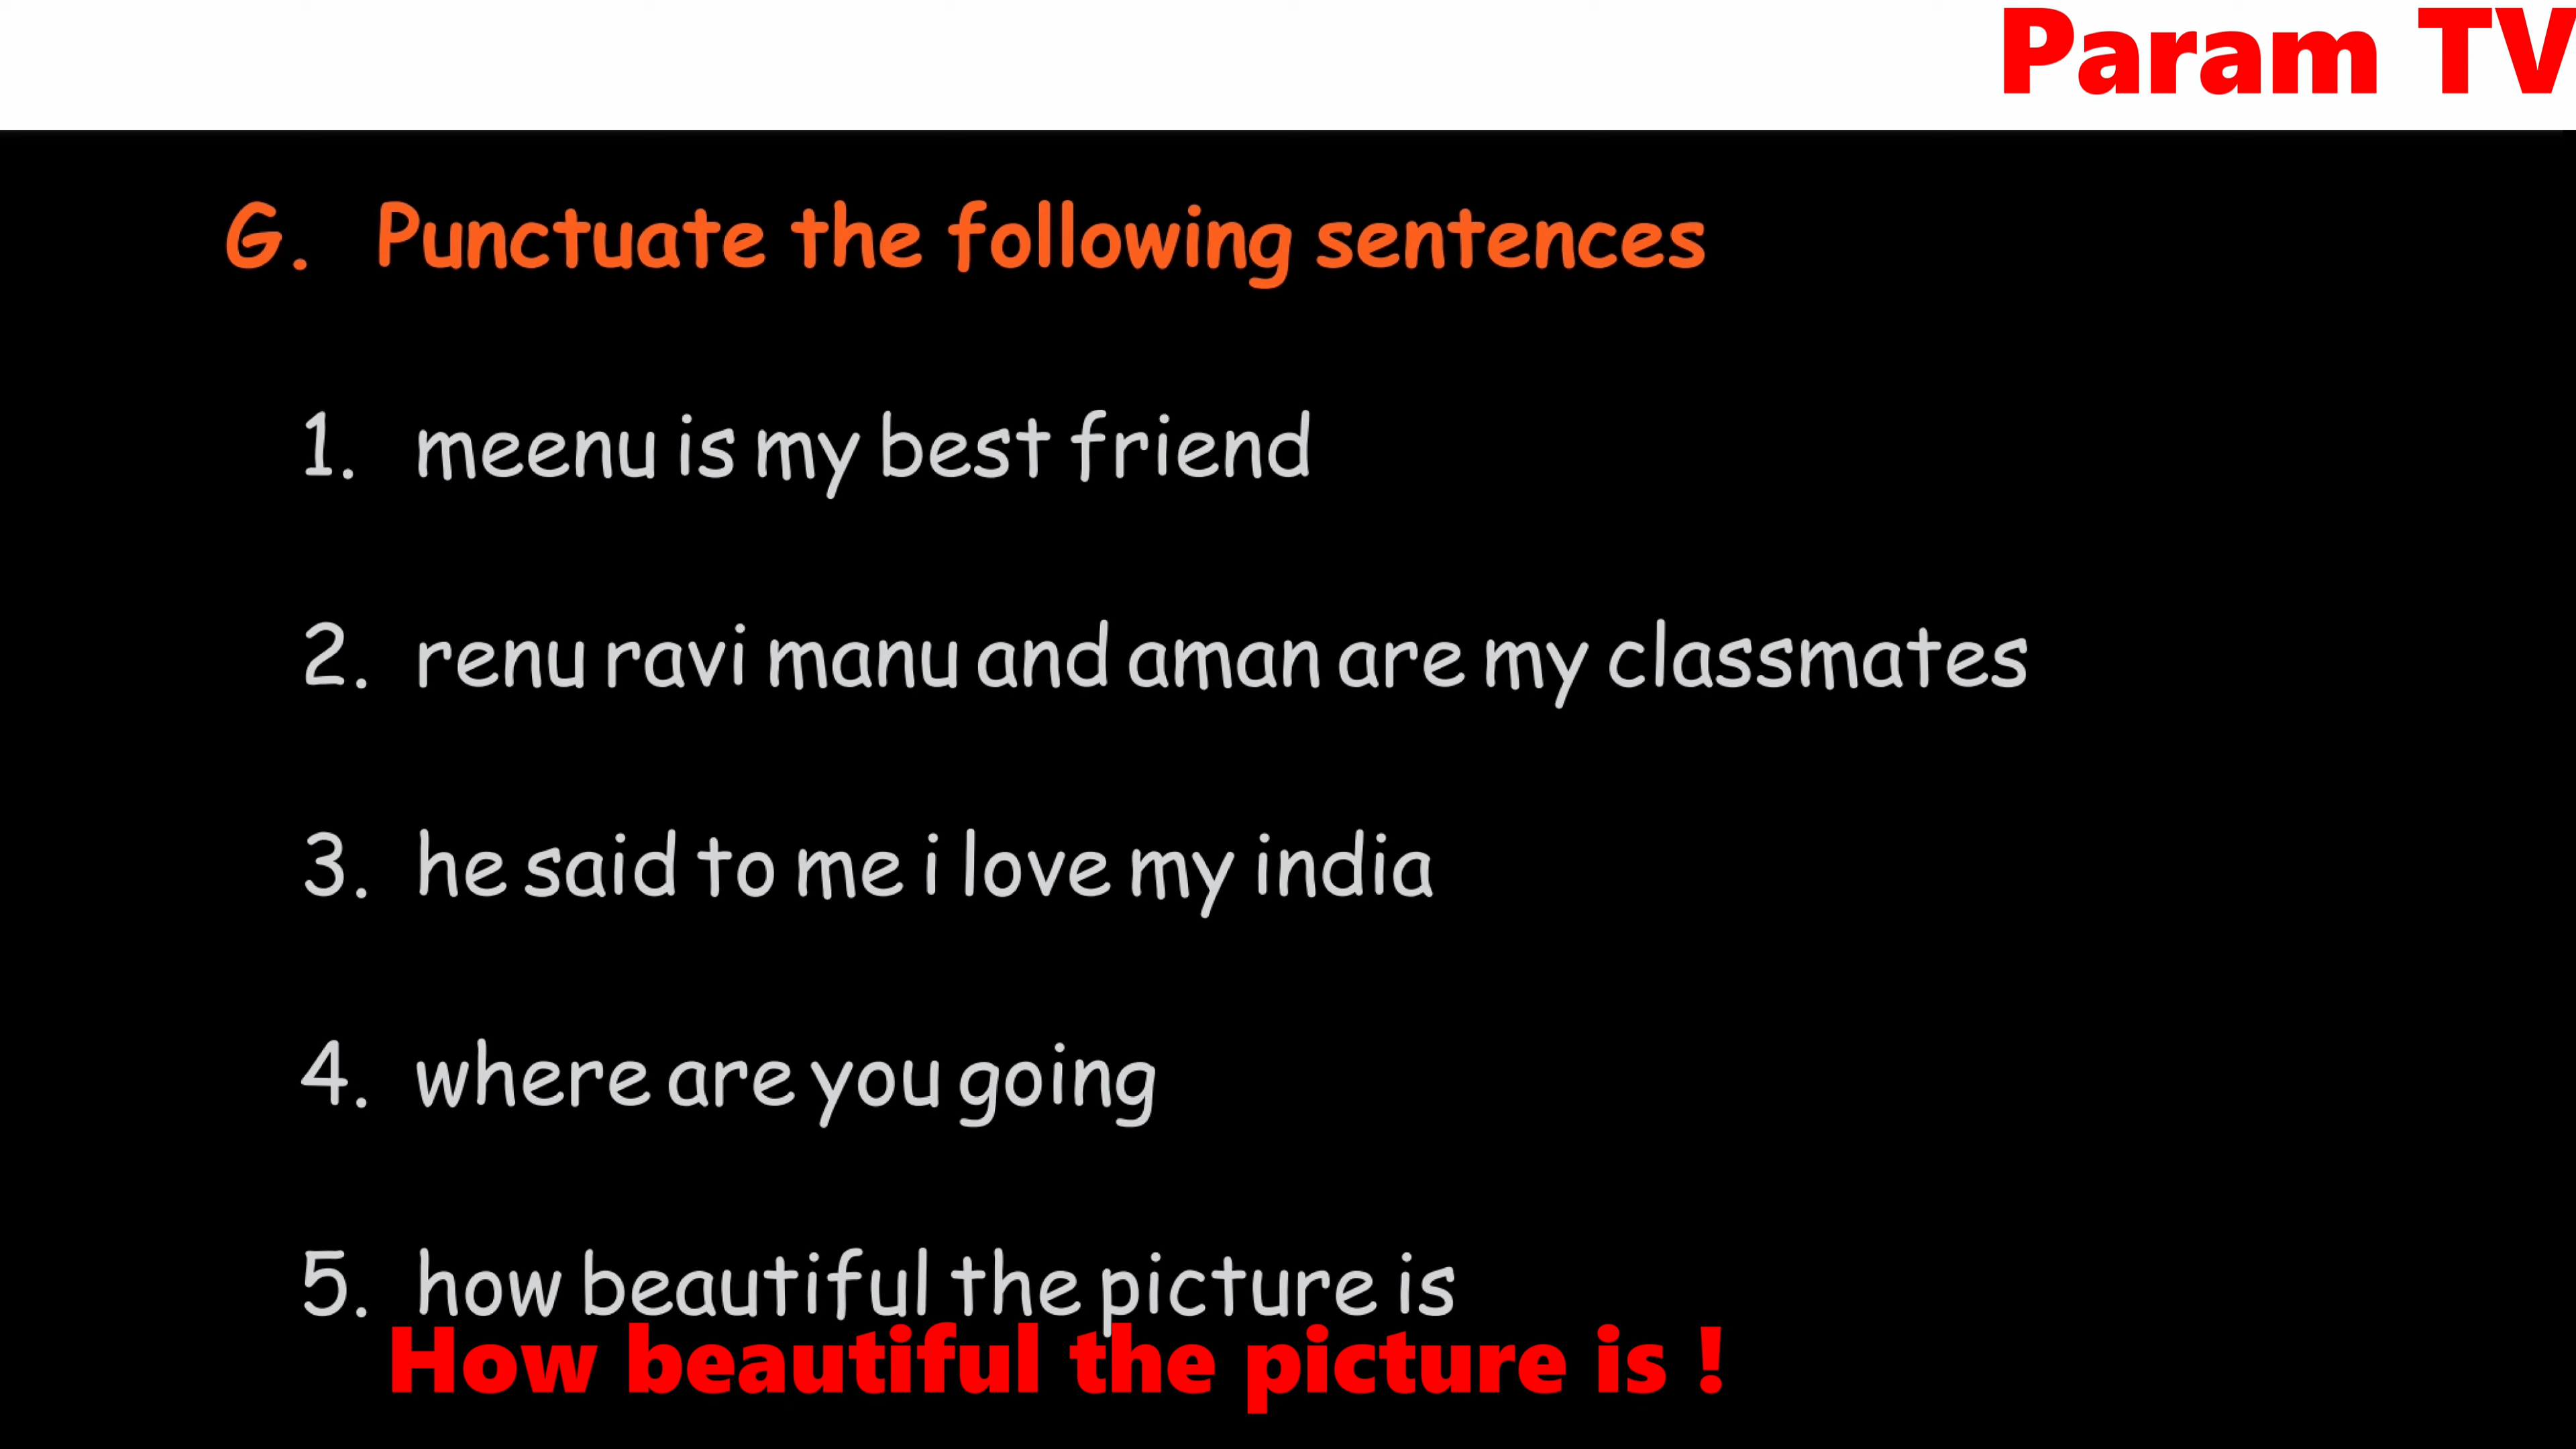 Param TV
G. Punctuate the following sentences
1. meenu is my best friend
2. renu ravi manu and aman are my classmates
3. he said to me i love my india
4. where are you going
5. how beautiful the picture is
How beautiful the picture is !